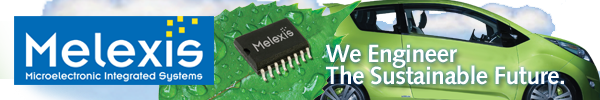 Melexis
Microelectronic Integrated Systems
Melexis
We Engineer
The Sustainable Future.